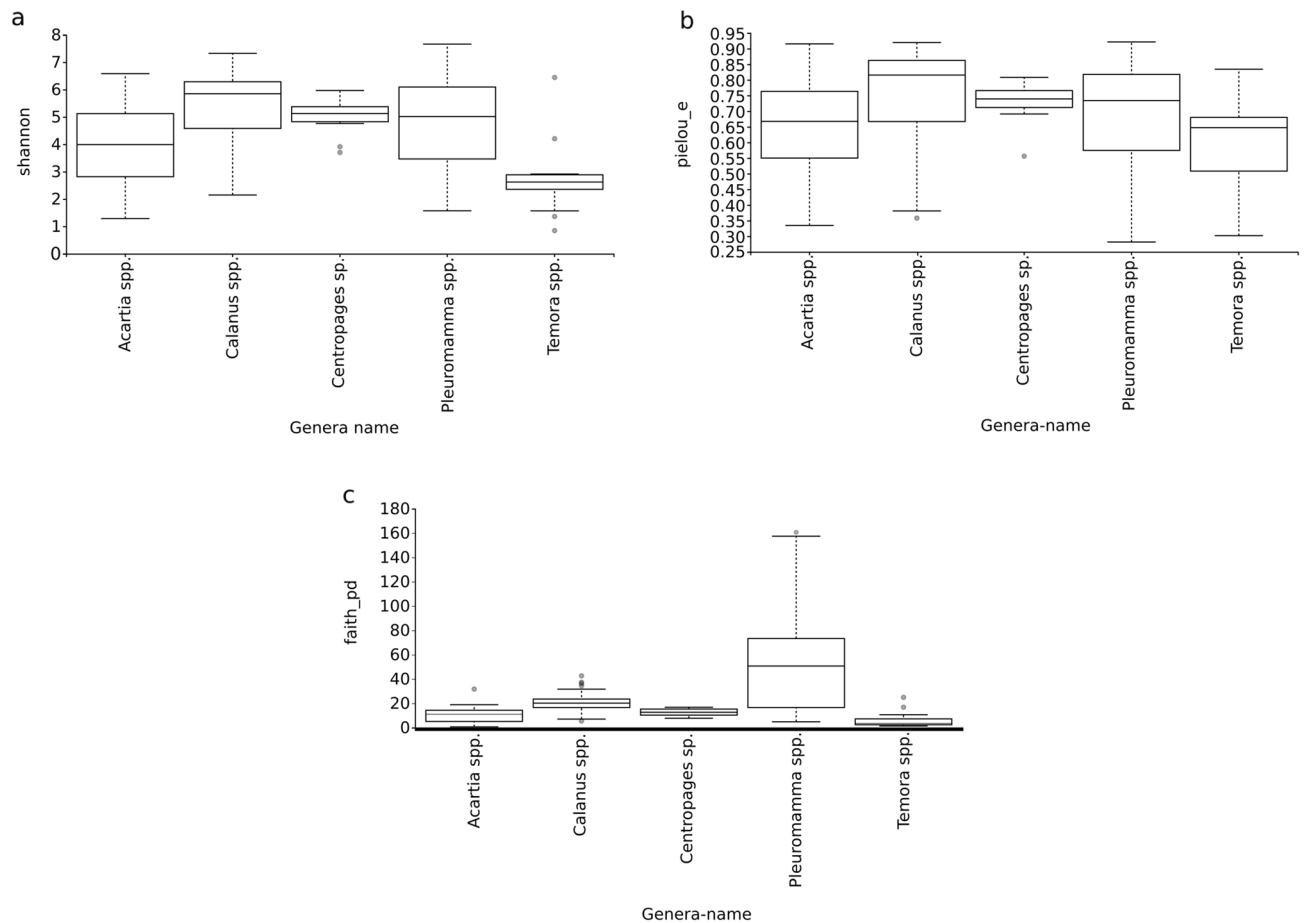 a
shannon
8
7
6
5
4
3
2
1
0
Acartia spp.
Calanus spp.
Centropages sp.
Pleuromamma spp.
Temora spp.
Genera name
b
pielou_e
0.95
0.90
0.85
0.80
0.75
0.70
0.65
0.60
0.55
0.50
0.45
0.40
0.35
0.30
0.25
Acartia spp.
Calanus spp.
Centropages sp.
Pleuromamma spp.
Temora spp.
Genera-name
c
faith_pd
180
160
140
120
100
80
60
40
20
0
Acartia spp.
Calanus spp.
Centropages sp.
Pleuromamma spp.
Temora spp.
Genera-name